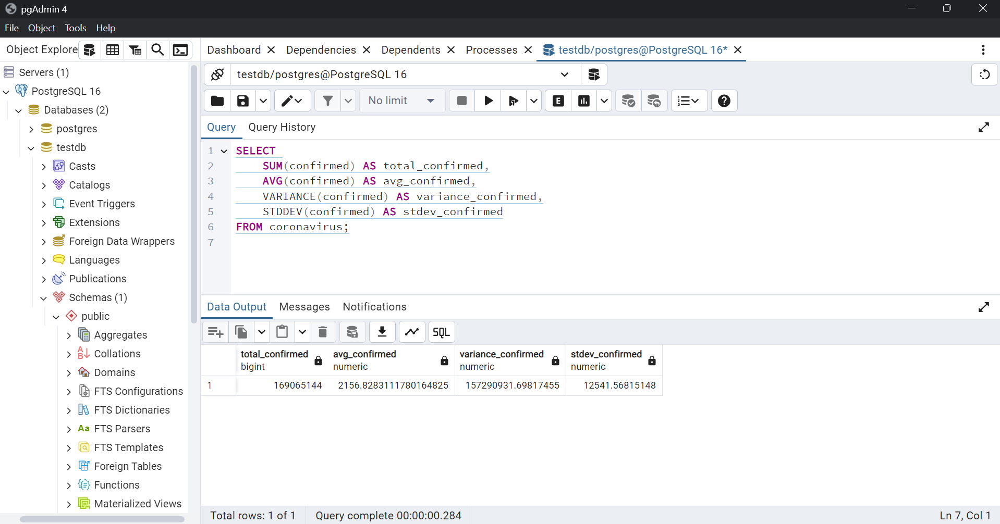 pgAdmin 4
File Object Tools Help
Object Explore
Dashboard Dependencies Dependents Processes testdb/postgres@PostgreSQL 16*
Servers (1)
PostgreSQL 16
Databases (2)
postgres
testdb
Casts
Catalogs
Event Triggers
Extensions
Foreign Data Wrappers
Languages
Publications
Schemas (1)
public
Aggregates
Collations
Domains
FTS Configurations
FTS Dictionaries
Aa FTS Parsers
FTS Templates
Foreign Tables
Functions
Materialized Views
testdb/postgres@PostgreSQL 16
No limit E
Query Query History
1 SELECT
2 SUM(confirmed) AS total_confirmed,
3 AVG(confirmed) AS avg_confirmed,
4 VARIANCE(confirmed) AS variance_confirmed,
5 STDDEV(confirmed) AS stdev_confirmed
6 FROM coronavirus;
7
Data Output Messages Notifications
SQL
total_confirmed avg_confirmed variance_confirmed stdev_confirmed
bigint numeric numeric numeric
1 169065144 2156.8283111780164825 157290931.69817455 12541.56815148
Total rows: 1 of 1 Query complete 00:00:00.284 Ln 7, Col 1